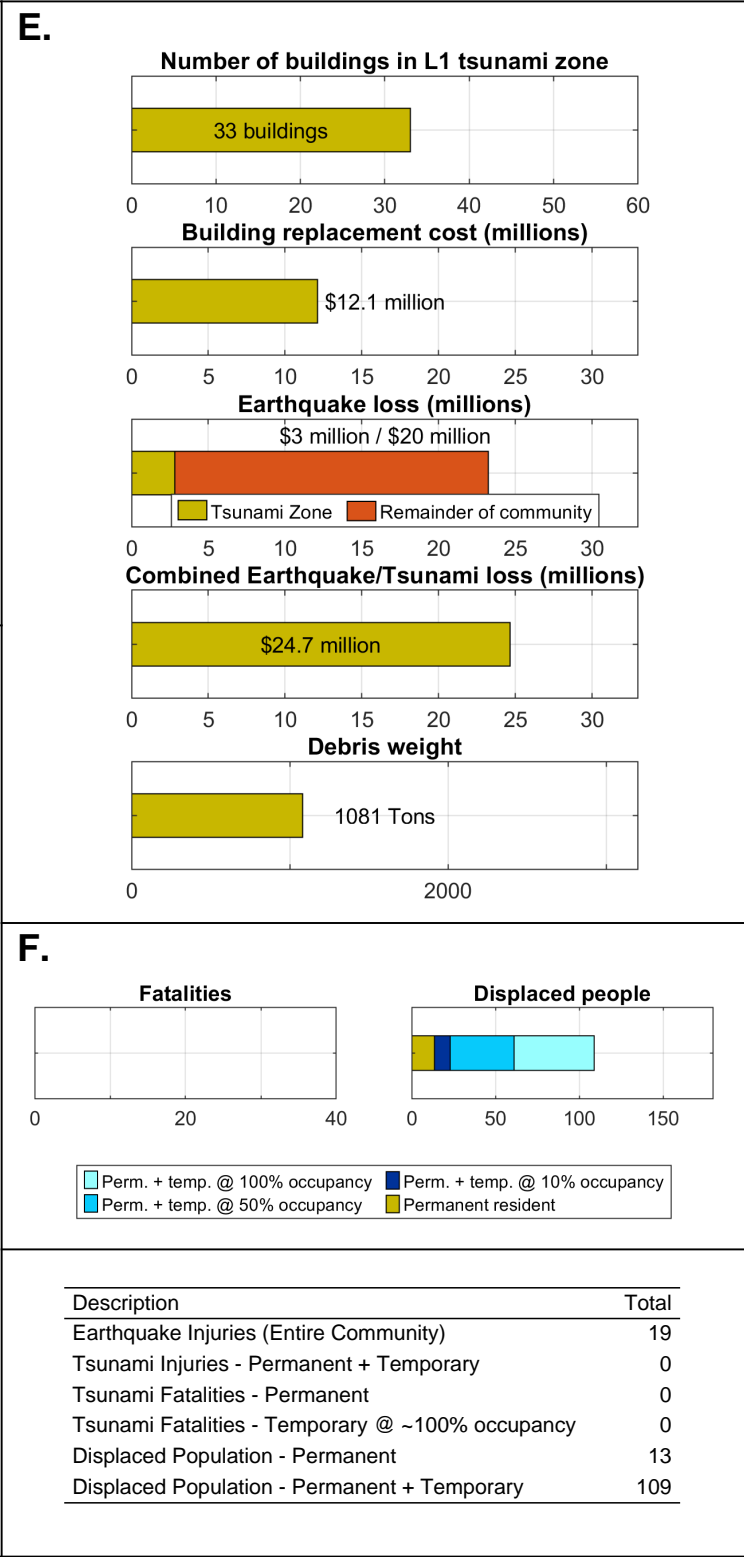 E.
Number of buildings in L1 tsunami zone
33 buildings
0 10 20 30 40 50 60
Building replacement cost (millions)
$12.1 million
0 5 10 15 20 25 30
Earthquake loss (millions)
$3 million / $20 million
Tsunami Zone Remainder of community
0 5 10 15 20 25 30
Combined Earthquake/Tsunami loss (millions)
$24.7 million
0 5 10 15 20 25 30
Debris weight
1081 Tons
0 2000
F.
Fatalities Displaced people
0 20 40 0 50 100 150
Perm. + temp. @ 100% occupancy Perm. + temp. @ 10% occupancy
Perm. + temp. @ 50% occupancy Permanent resident
Description Total
Earthquake Injuries (Entire Community) 19
Tsunami Injuries - Permanent + Temporary 0
Tsunami Fatalities - Permanent 0
Tsunami Fatalities - Temporary @ ~100% occupancy 0
Displaced Population - Permanent 13
Displaced Population - Permanent + Temporary 109